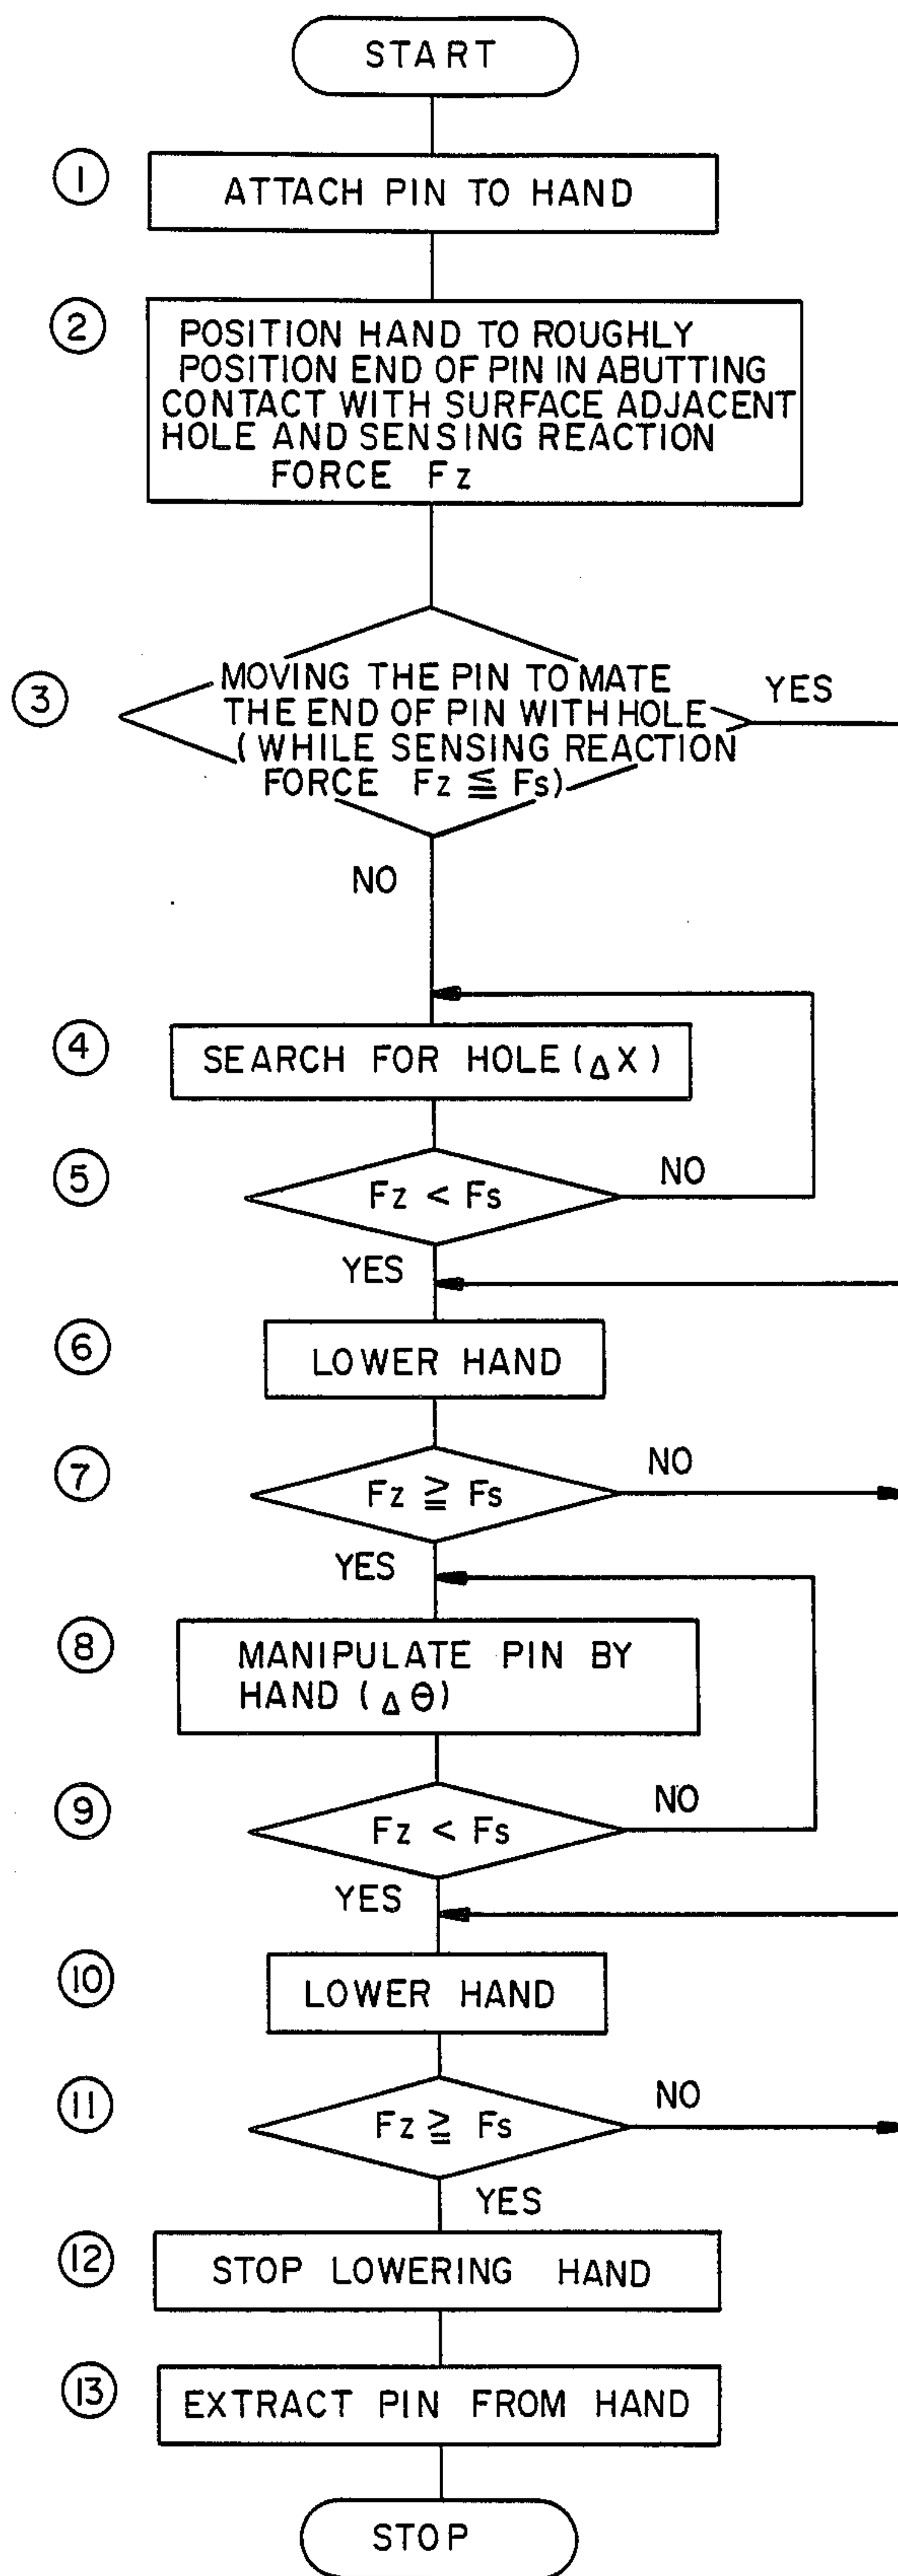 START
1
ATTACH PIN TO HAND
2
POSITION HAND TO ROUGHLY
POSITION END OF PIN IN ABUTTING
CONTACT WITH SURFACE ADJACENT
HOLE AND SENSING REACTION
FORCE Fz
3
MOVING THE PIN TO MATE
THE END OF PIN WITH HOLE
(WHILE SENSING REACTION
FORCE Fz ≦ Fs)
YES
NO
4
SEARCH FOR HOLE (ΔX)
5
Fz < Fs
NO
YES
6
LOWER HAND
7
Fz ≧ Fs
NO
YES
8
MANIPULATE PIN BY
HAND (Δθ)
9
Fz < Fs
NO
YES
10
LOWER HAND
11
Fz ≧ Fs
NO
YES
12
STOP LOWERING HAND
13
EXTRACT PIN FROM HAND
STOP